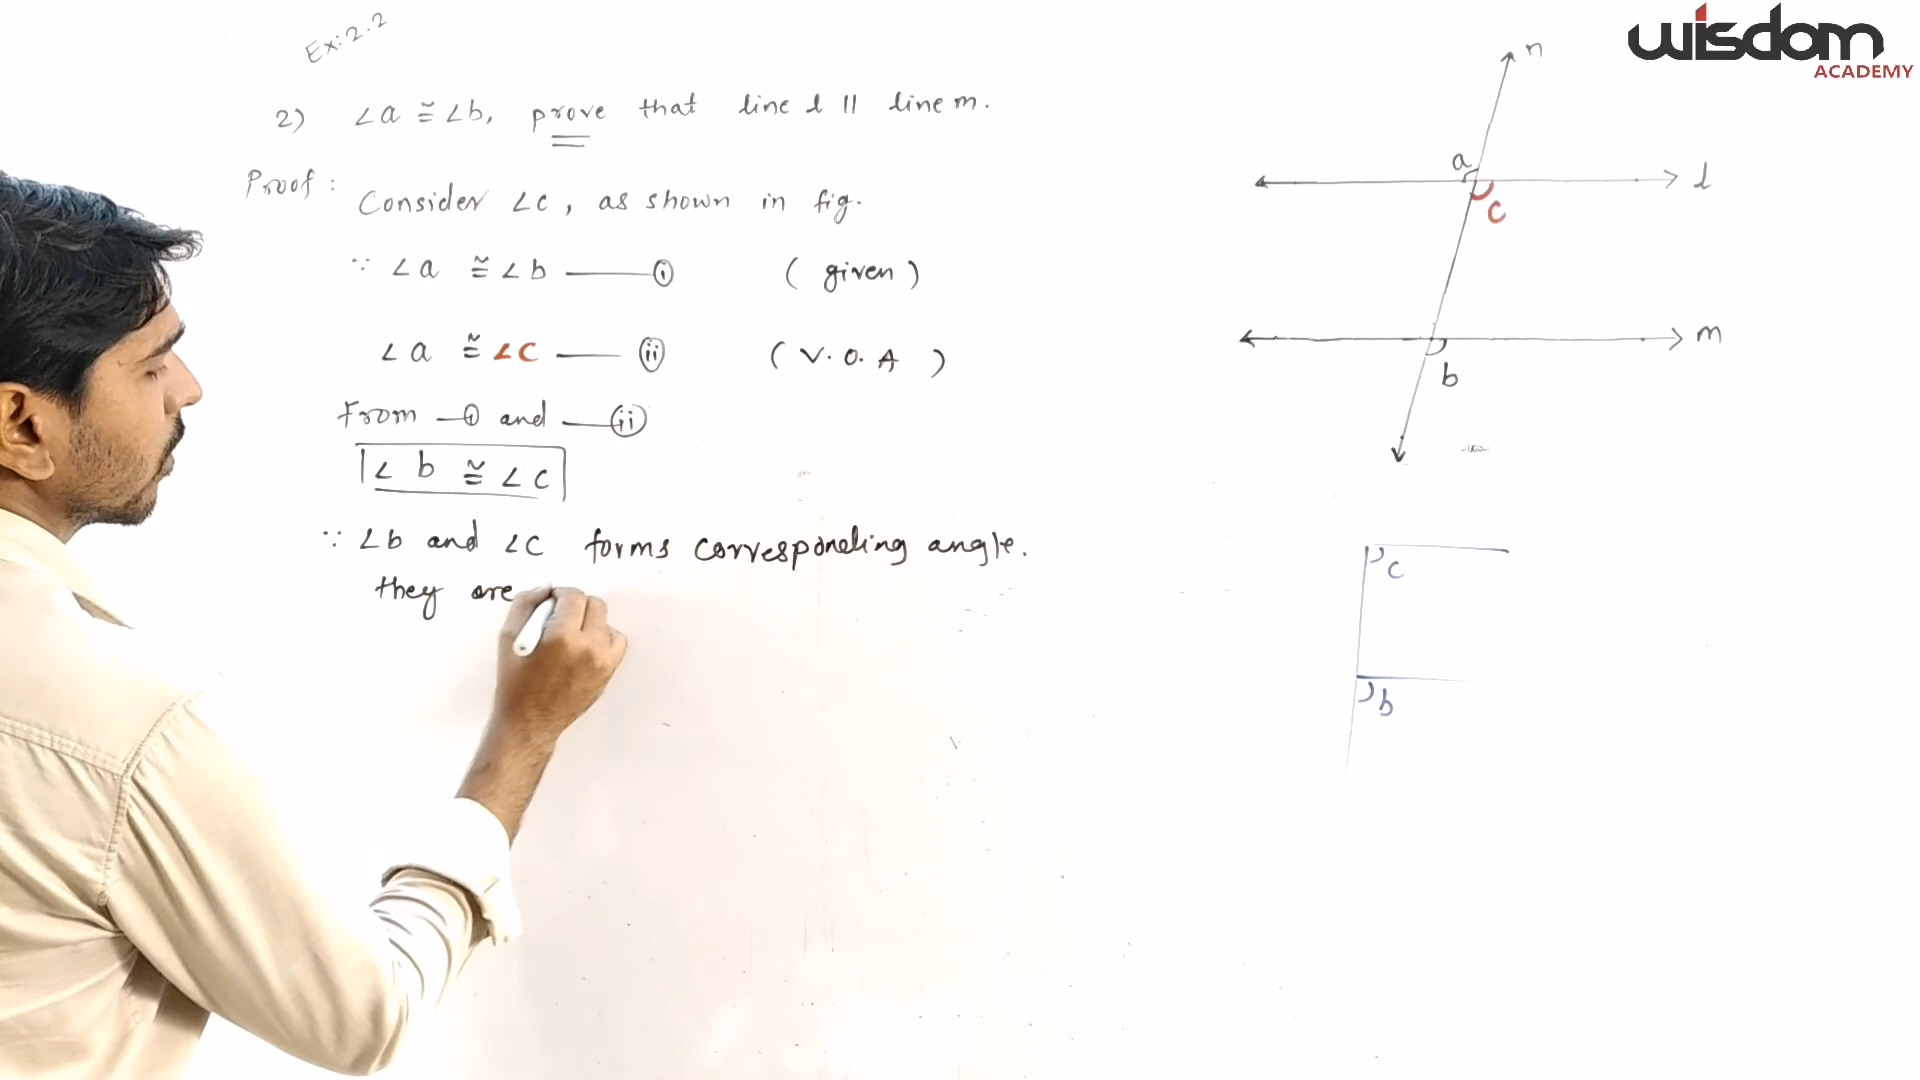 Ex: 2.2
2) ∠a ≅ ∠b, prove that line l || line m.
Proof :
Consider ∠c, as shown in fig.
∵ ∠a ≅ ∠b —— ⓘ ( given )
∠a ≅ ∠c —— ⓘⓘ ( V. O. A )
From — ⓘ and — ⓘⓘ
∠ b ≅ ∠ c
∵ ∠b and ∠c forms corresponding angle.
they are
wisdom
ACADEMY
n
a
l
c
m
b
c
b